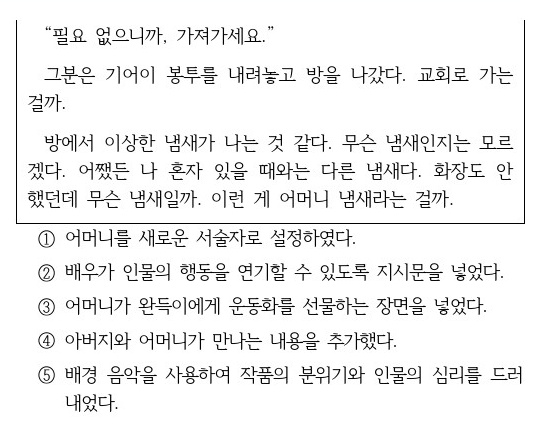 “필요 없으니까, 가져가세요.”
그분은 기어이 봉투를 내려놓고 방을 나갔다. 교회로 가는
걸까.
방에서 이상한 냄새가 나는 것 같다. 무슨 냄새인지는 모르
겠다. 어쨌든 나 혼자 있을 때와는 다른 냄새다. 화장도 안
했던데 무슨 냄새일까. 이런 게 어머니 냄새라는 걸까.
① 어머니를 새로운 서술자로 설정하였다.
② 배우가 인물의 행동을 연기할 수 있도록 지시문을 넣었다.
③ 어머니가 완득이에게 운동화를 선물하는 장면을 넣었다.
④ 아버지와 어머니가 만나는 내용을 추가했다.
⑤ 배경 음악을 사용하여 작품의 분위기와 인물의 심리를 드러
내었다.